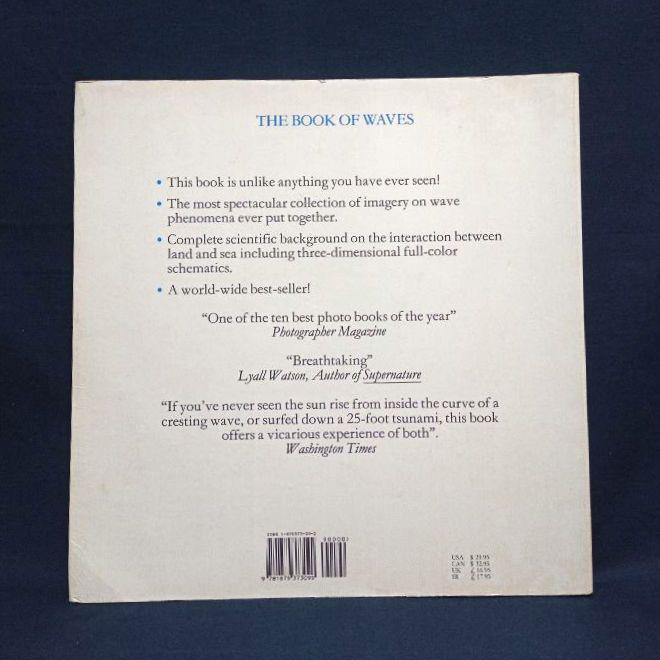 THE BOOK OF WAVES
• This book is unlike anything you have ever seen!
• The most spectacular collection of imagery on wave
phenomena ever put together.
• Complete scientific background on the interaction between
land and sea including three-dimensional full-color
schematics.
• A world-wide best-seller!
“One of the ten best photo books of the year”
Photographer Magazine
“Breathtaking”
Lyall Watson, Author of Supernature
“If you’ve never seen the sun rise from inside the curve of a
cresting wave, or surfed down a 25-foot tsunami, this book
offers a vicarious experience of both”.
Washington Times
ISBN
USA
CAN
UK